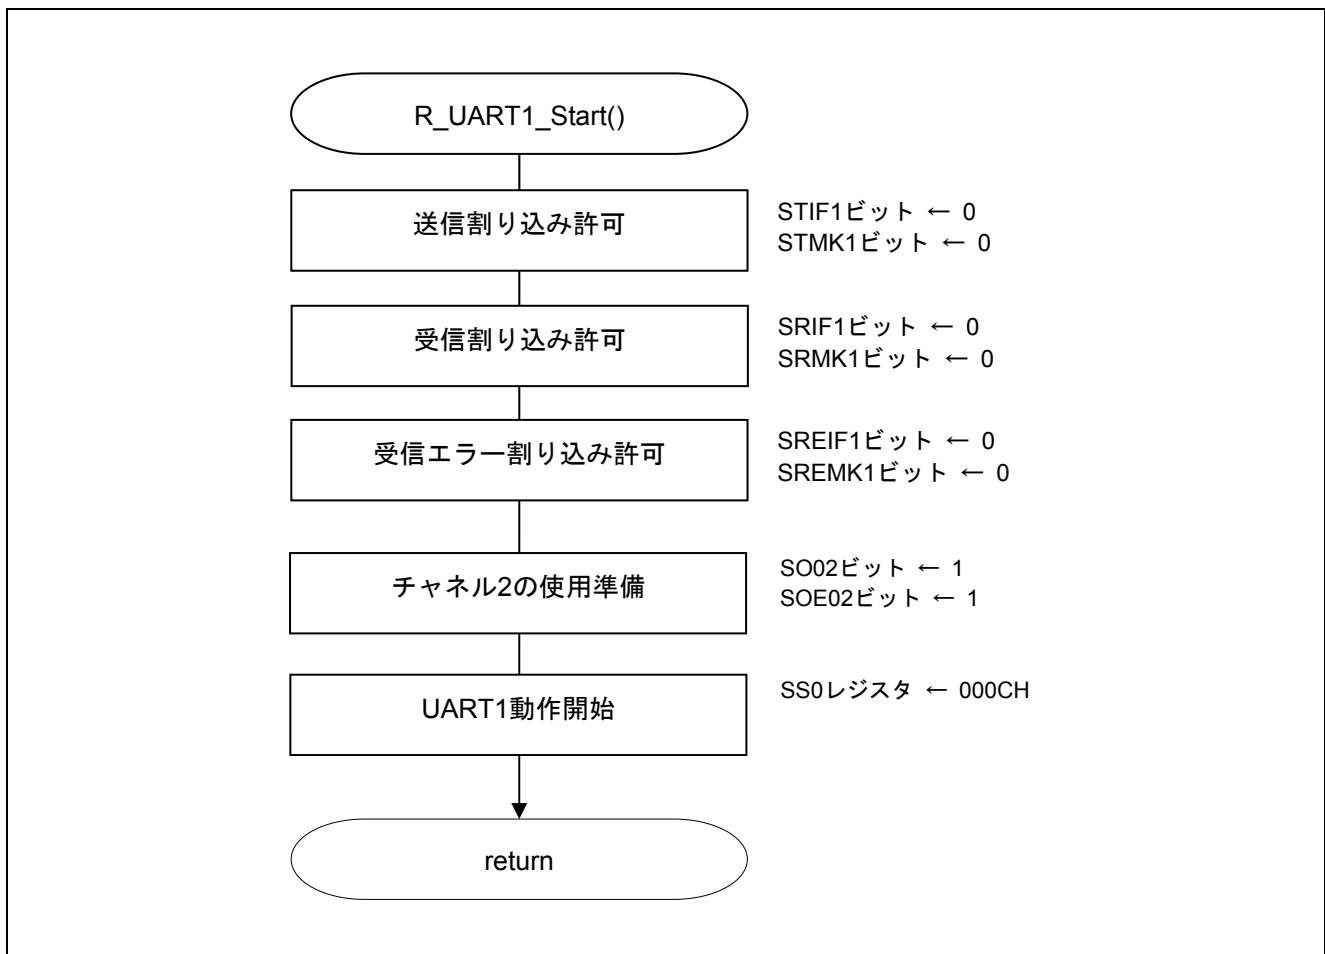 R_UART1_Start()
送信割り込み許可
STIF1ビット ← 0
STMK1ビット ← 0
受信割り込み許可
SRIF1ビット ← 0
SRMK1ビット ← 0
受信エラー割り込み許可
SREIF1ビット ← 0
SREMK1ビット ← 0
チャネル2の使用準備
SO02ビット ← 1
SOE02ビット ← 1
UART1動作開始
SS0レジスタ ← 000CH
return